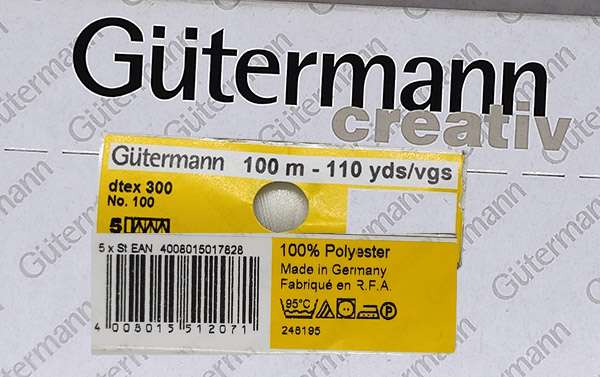 Gütermann
creativ
Gütermann 100 m - 110 yds/vgs
dtex 300
No. 100
5
5 x St EAN 4008015017828
100% Polyester
Made in Germany
Fabriqué en R.F.A.
95°C P
4 008015 512071
248195